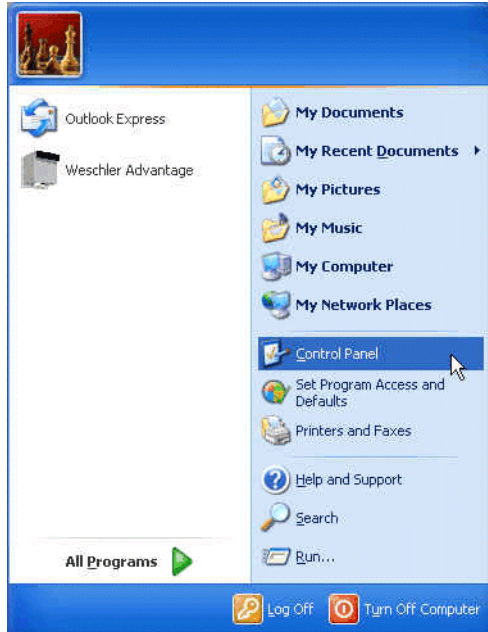 Outlook Express
Weschler Advantage
All Programs
My Documents
My Recent Documents
My Pictures
My Music
My Computer
My Network Places
Control Panel
Set Program Access and
Defaults
Printers and Faxes
Help and Support
Search
Run...
Log Off
Turn Off Computer